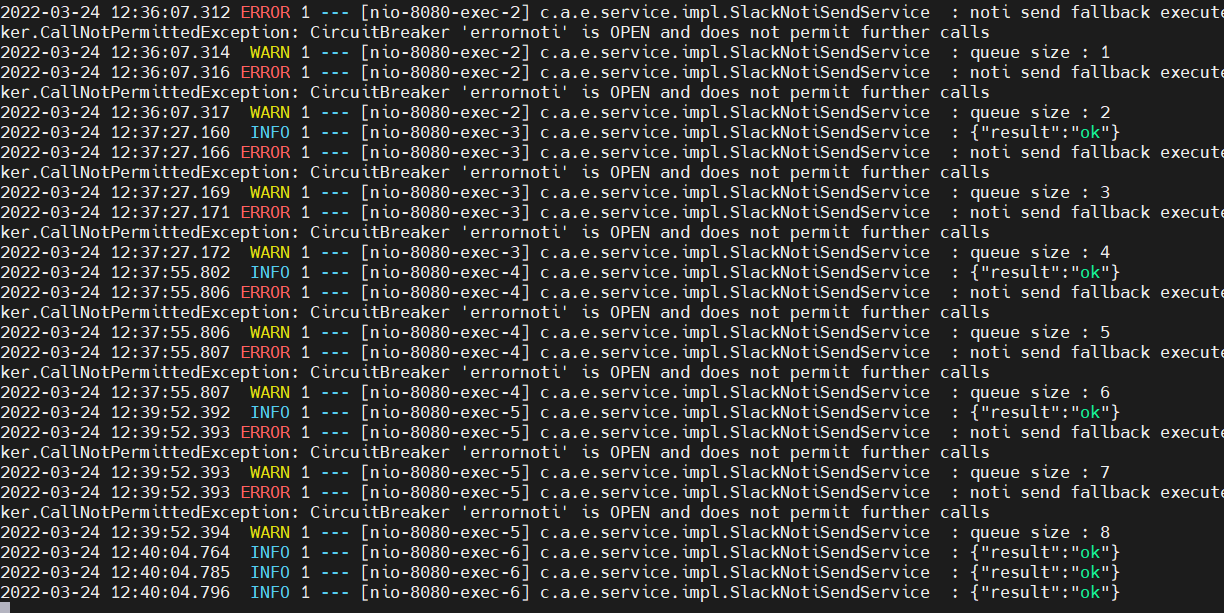 2022-03-24 12:36:07.312 ERROR 1 --- [nio-8080-exec-2] c.a.e.service.impl.SlackNotiSendService : noti send fallback execute
ker.CallNotPermittedException: CircuitBreaker 'errornoti' is OPEN and does not permit further calls
2022-03-24 12:36:07.314 WARN 1 --- [nio-8080-exec-2] c.a.e.service.impl.SlackNotiSendService : queue size : 1
2022-03-24 12:36:07.316 ERROR 1 --- [nio-8080-exec-2] c.a.e.service.impl.SlackNotiSendService : noti send fallback execute
ker.CallNotPermittedException: CircuitBreaker 'errornoti' is OPEN and does not permit further calls
2022-03-24 12:36:07.317 WARN 1 --- [nio-8080-exec-2] c.a.e.service.impl.SlackNotiSendService : queue size : 2
2022-03-24 12:37:27.160 INFO 1 --- [nio-8080-exec-3] c.a.e.service.impl.SlackNotiSendService : {"result":"ok"}
2022-03-24 12:37:27.166 ERROR 1 --- [nio-8080-exec-3] c.a.e.service.impl.SlackNotiSendService : noti send fallback execute
ker.CallNotPermittedException: CircuitBreaker 'errornoti' is OPEN and does not permit further calls
2022-03-24 12:37:27.169 WARN 1 --- [nio-8080-exec-3] c.a.e.service.impl.SlackNotiSendService : queue size : 3
2022-03-24 12:37:27.171 ERROR 1 --- [nio-8080-exec-3] c.a.e.service.impl.SlackNotiSendService : noti send fallback execute
ker.CallNotPermittedException: CircuitBreaker 'errornoti' is OPEN and does not permit further calls
2022-03-24 12:37:27.172 WARN 1 --- [nio-8080-exec-3] c.a.e.service.impl.SlackNotiSendService : queue size : 4
2022-03-24 12:37:55.802 INFO 1 --- [nio-8080-exec-4] c.a.e.service.impl.SlackNotiSendService : {"result":"ok"}
2022-03-24 12:37:55.806 ERROR 1 --- [nio-8080-exec-4] c.a.e.service.impl.SlackNotiSendService : noti send fallback execute
ker.CallNotPermittedException: CircuitBreaker 'errornoti' is OPEN and does not permit further calls
2022-03-24 12:37:55.806 WARN 1 --- [nio-8080-exec-4] c.a.e.service.impl.SlackNotiSendService : queue size : 5
2022-03-24 12:37:55.807 ERROR 1 --- [nio-8080-exec-4] c.a.e.service.impl.SlackNotiSendService : noti send fallback execute
ker.CallNotPermittedException: CircuitBreaker 'errornoti' is OPEN and does not permit further calls
2022-03-24 12:37:55.807 WARN 1 --- [nio-8080-exec-4] c.a.e.service.impl.SlackNotiSendService : queue size : 6
2022-03-24 12:39:52.392 INFO 1 --- [nio-8080-exec-5] c.a.e.service.impl.SlackNotiSendService : {"result":"ok"}
2022-03-24 12:39:52.393 ERROR 1 --- [nio-8080-exec-5] c.a.e.service.impl.SlackNotiSendService : noti send fallback execute
ker.CallNotPermittedException: CircuitBreaker 'errornoti' is OPEN and does not permit further calls
2022-03-24 12:39:52.393 WARN 1 --- [nio-8080-exec-5] c.a.e.service.impl.SlackNotiSendService : queue size : 7
2022-03-24 12:39:52.393 ERROR 1 --- [nio-8080-exec-5] c.a.e.service.impl.SlackNotiSendService : noti send fallback execute
ker.CallNotPermittedException: CircuitBreaker 'errornoti' is OPEN and does not permit further calls
2022-03-24 12:39:52.394 WARN 1 --- [nio-8080-exec-5] c.a.e.service.impl.SlackNotiSendService : queue size : 8
2022-03-24 12:40:04.764 INFO 1 --- [nio-8080-exec-6] c.a.e.service.impl.SlackNotiSendService : {"result":"ok"}
2022-03-24 12:40:04.785 INFO 1 --- [nio-8080-exec-6] c.a.e.service.impl.SlackNotiSendService : {"result":"ok"}
2022-03-24 12:40:04.796 INFO 1 --- [nio-8080-exec-6] c.a.e.service.impl.SlackNotiSendService : {"result":"ok"}